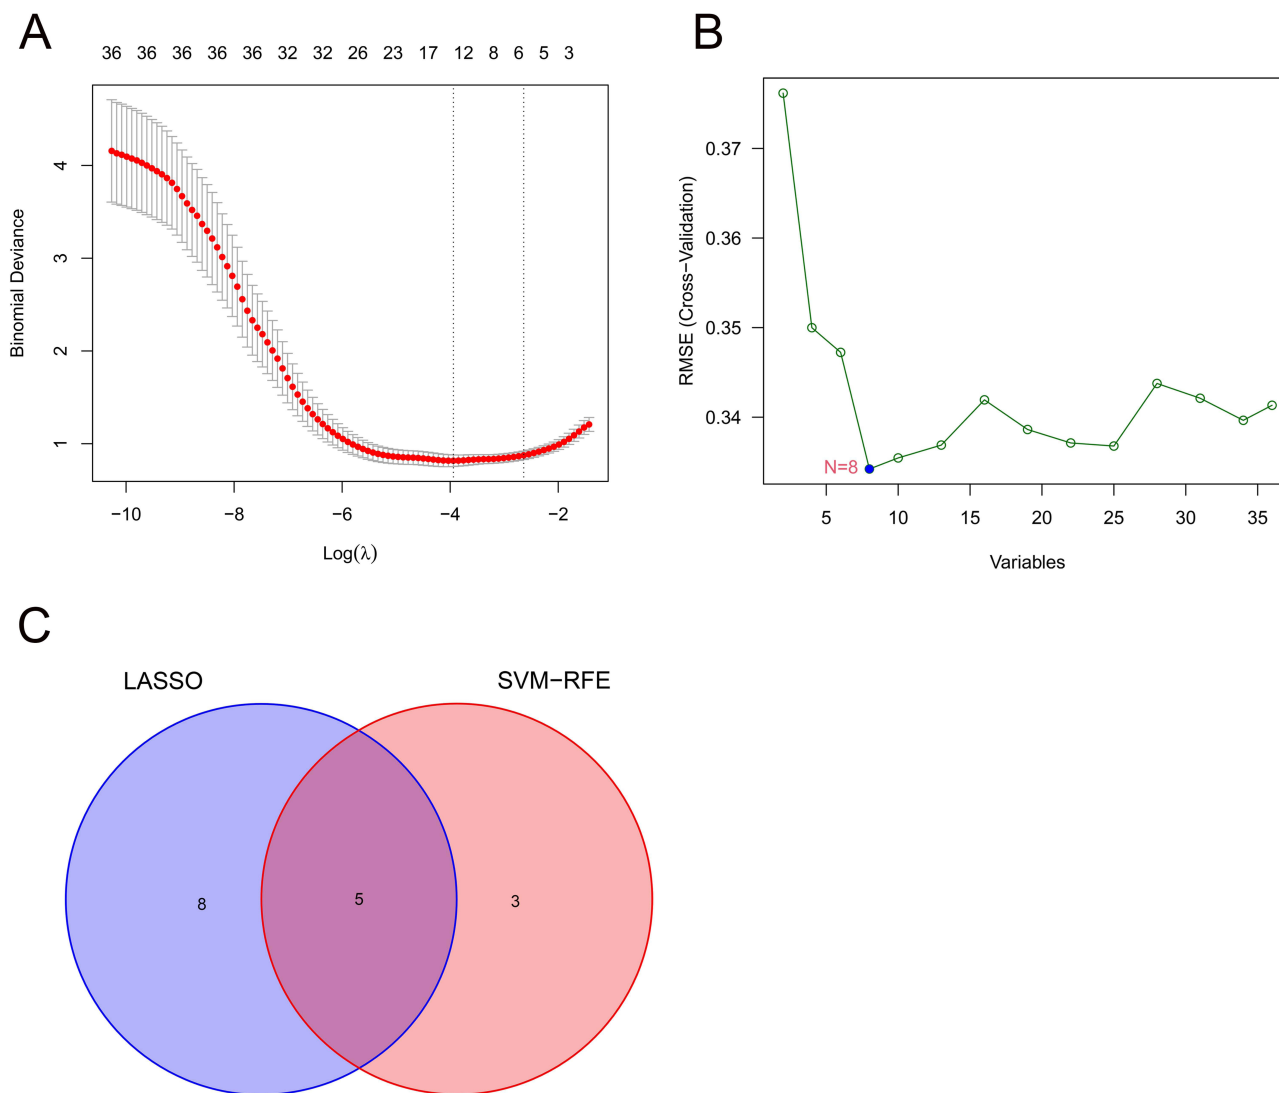 A
36 36 36 36 36 32 32 26 23 17 12 8 6 5 3
Binomial Deviance
4
3
2
1
−10 −8 −6 −4 −2
Log(λ)
B
RMSE (Cross−Validation)
0.37
0.36
0.35
0.34
N=8
5 10 15 20 25 30 35
Variables
C
LASSO SVM−RFE
8 5 3